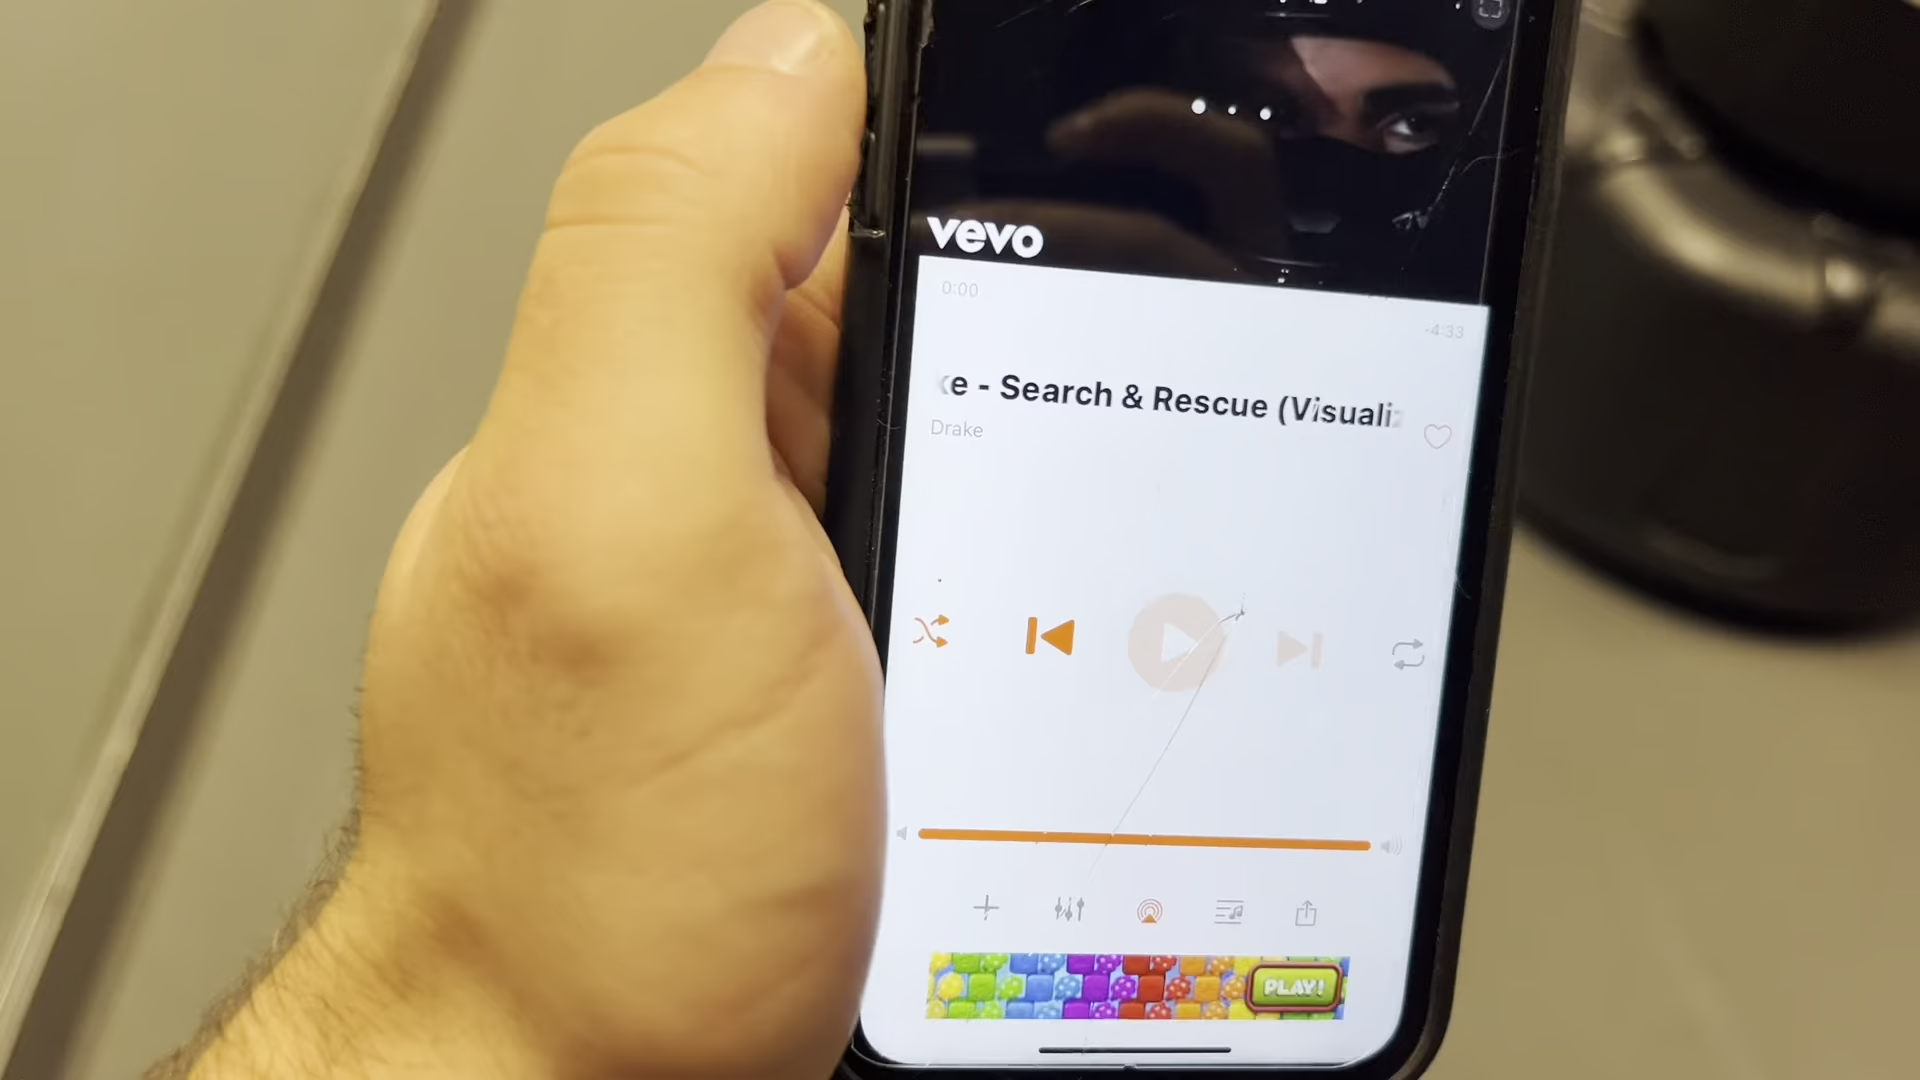 vevo
0:00
-4:33
ke - Search & Rescue (Visuali
Drake
PLAY!